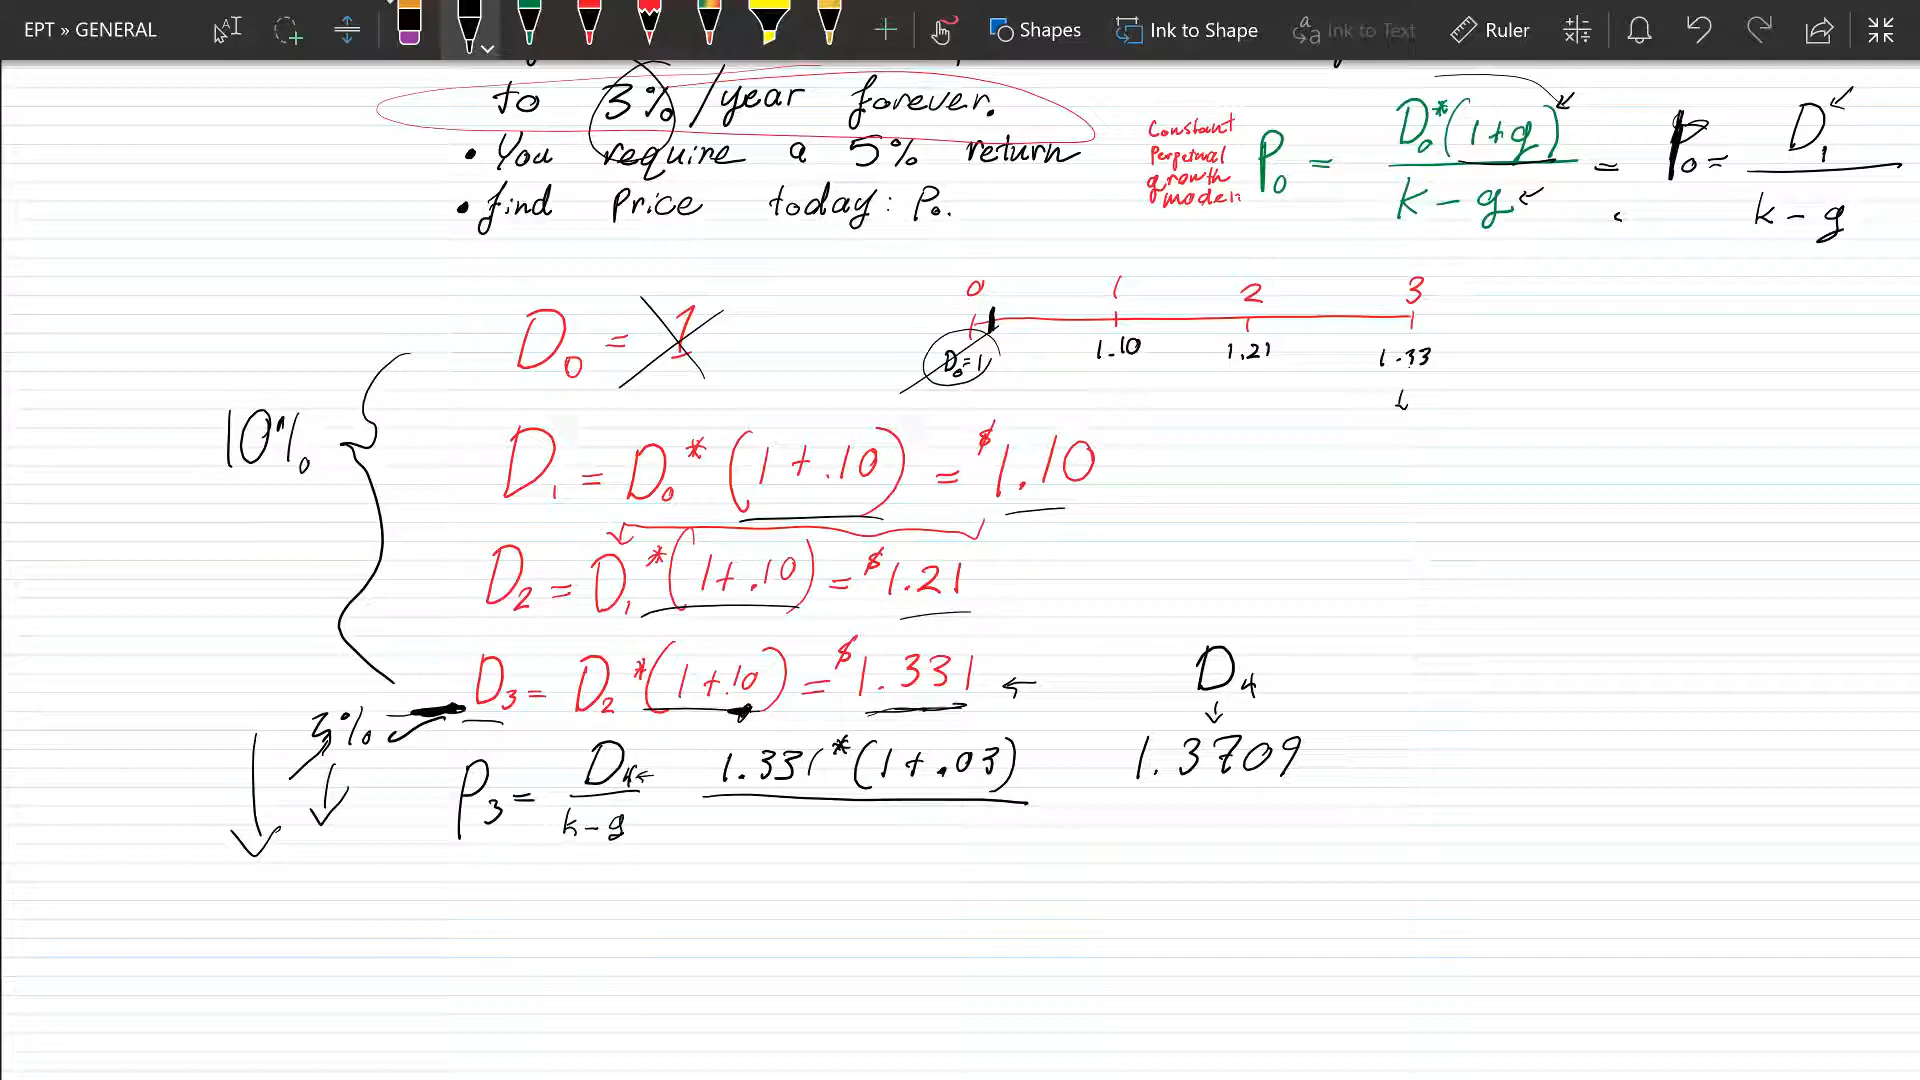 EPT » GENERAL
Shapes
Ink to Shape
Ink to Text
Ruler
to 3%/year forever.
• You require a 5% return
• find Price today: P₀.
Constant
Perpetual
growth
model:
P₀ = D₀*(1+g) / k-g = P₀ = D₁ / k-g
0 1 2 3
D₀=1 1.10 1.21 1.33
D₀ = 1
10%
D₁ = D₀*(1+.10) = $1.10
D₂ = D₁*(1+.10) = $1.21
D₃ = D₂*(1+.10) = $1.331
3%
D₄
1.3709
P₃ = D₄ / k-g 1.331*(1+.03)